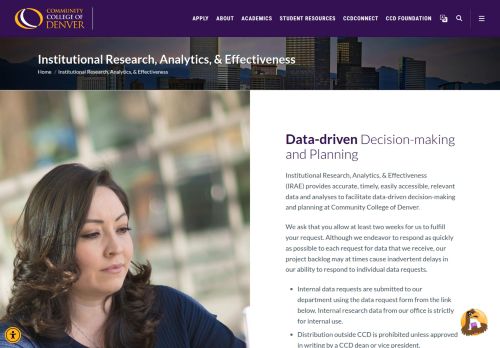 COMMUNITY
COLLEGE OF
DENVER
APPLY ABOUT ACADEMICS STUDENT RESOURCES CCDCONNECT CCD FOUNDATION
Institutional Research, Analytics, & Effectiveness
Home / Institutional Research, Analytics, & Effectiveness
Data-driven Decision-making
and Planning
Institutional Research, Analytics, & Effectiveness
(IRAE) provides accurate, timely, easily accessible, relevant
data and analyses to facilitate data-driven decision-making
and planning at Community College of Denver.
We ask that you allow at least two weeks for us to fulfill
your request. Although we endeavor to respond as quickly
as possible to each request for data that we receive, our
project backlog may at times cause inadvertent delays in
our ability to respond to individual data requests.
• Internal data requests are submitted to our
department using the data request form from the link
below. Internal research data from our office is strictly
for internal use.
• Distribution outside CCD is prohibited unless approved
in writing by a CCD dean or vice president.